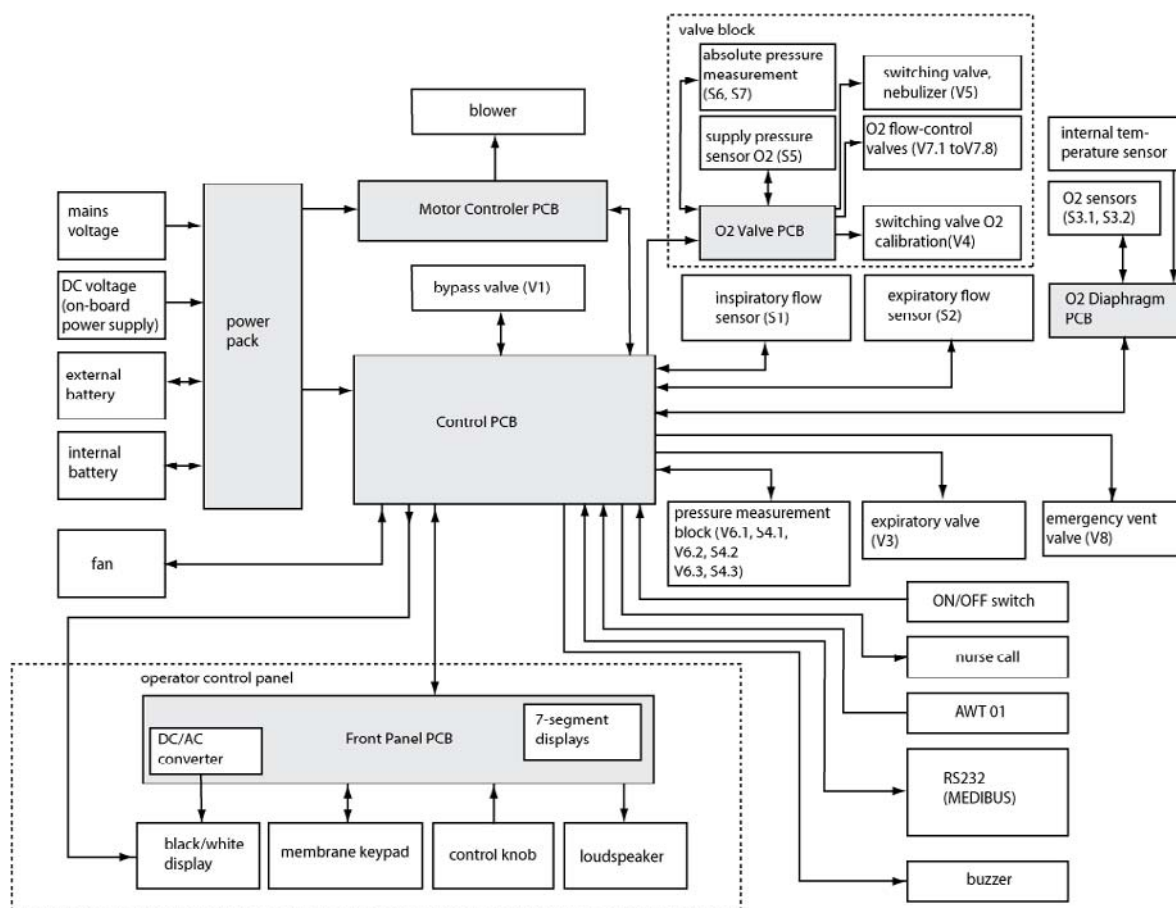 valve block
absolute pressure
measurement
(S6, S7)
switching valve,
nebulizer (V5)
blower
supply pressure
sensor O2 (S5)
O2 flow-control
valves (V7.1 toV7.8)
internal tem-
perature sensor
mains
voltage
Motor Controler PCB
O2 Valve PCB
switching valve O2
calibration(V4)
O2 sensors
(S3.1, S3.2)
DC voltage
(on-board
power supply)
power
pack
bypass valve (V1)
inspiratory flow
sensor (S1)
expiratory flow
sensor (S2)
O2 Diaphragm
PCB
external
battery
Control PCB
internal
battery
pressure measurement
block (V6.1, S4.1,
V6.2, S4.2
V6.3, S4.3)
expiratory valve
(V3)
emergency vent
valve (V8)
fan
ON/OFF switch
nurse call
operator control panel
AWT 01
7-segment
displays
Front Panel PCB
DC/AC
converter
RS232
(MEDIBUS)
black/white
display
membrane keypad
control knob
loudspeaker
buzzer